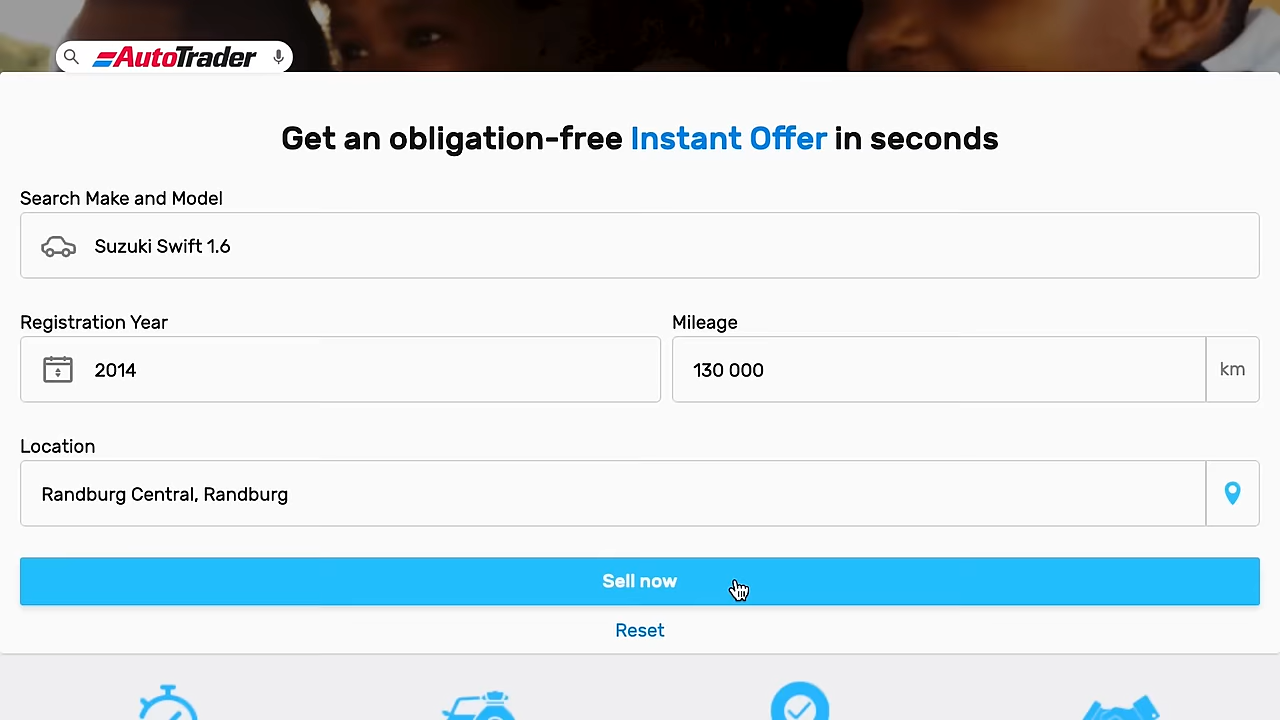 AutoTrader
Get an obligation-free Instant Offer in seconds
Search Make and Model
Suzuki Swift 1.6
Registration Year
Mileage
2014
130 000
km
Location
Randburg Central, Randburg
Sell now
Reset